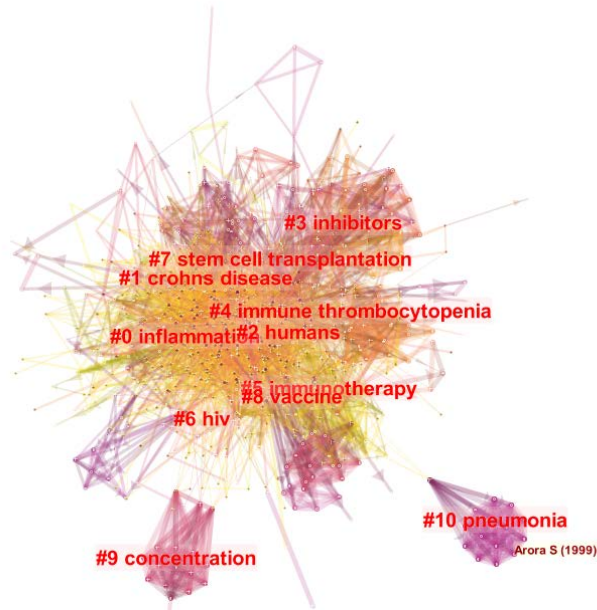 #3 inhibitors
#7 stem cell transplantation
#1 crohns disease
#4 immune thrombocytopenia
#2 humans
#0 inflammation
#5 immunotherapy
#8 vaccine
#6 hiv
#10 pneumonia
Arora S (1999)
#9 concentration